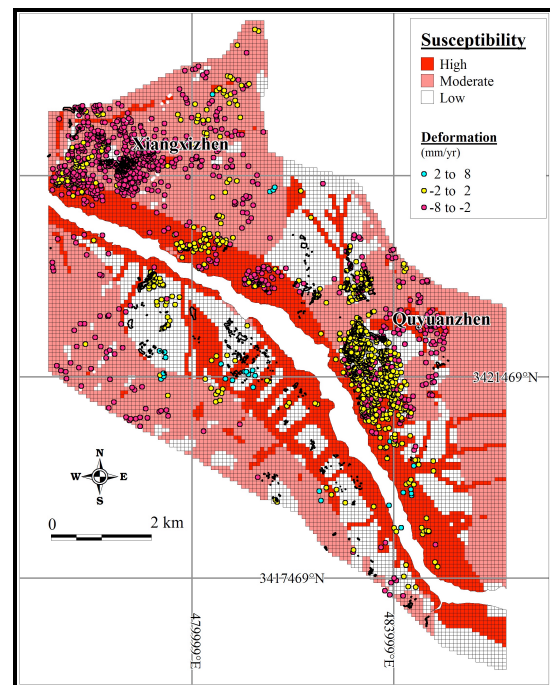 Susceptibility
High
Moderate
Low
Deformation
(mm/yr)
2 to 8
-2 to 2
-8 to -2
Xiangxizhen
Quyuanzhen
3421469°N
N
W E
S
0 2 km
3417469°N
479999°E
483999°E